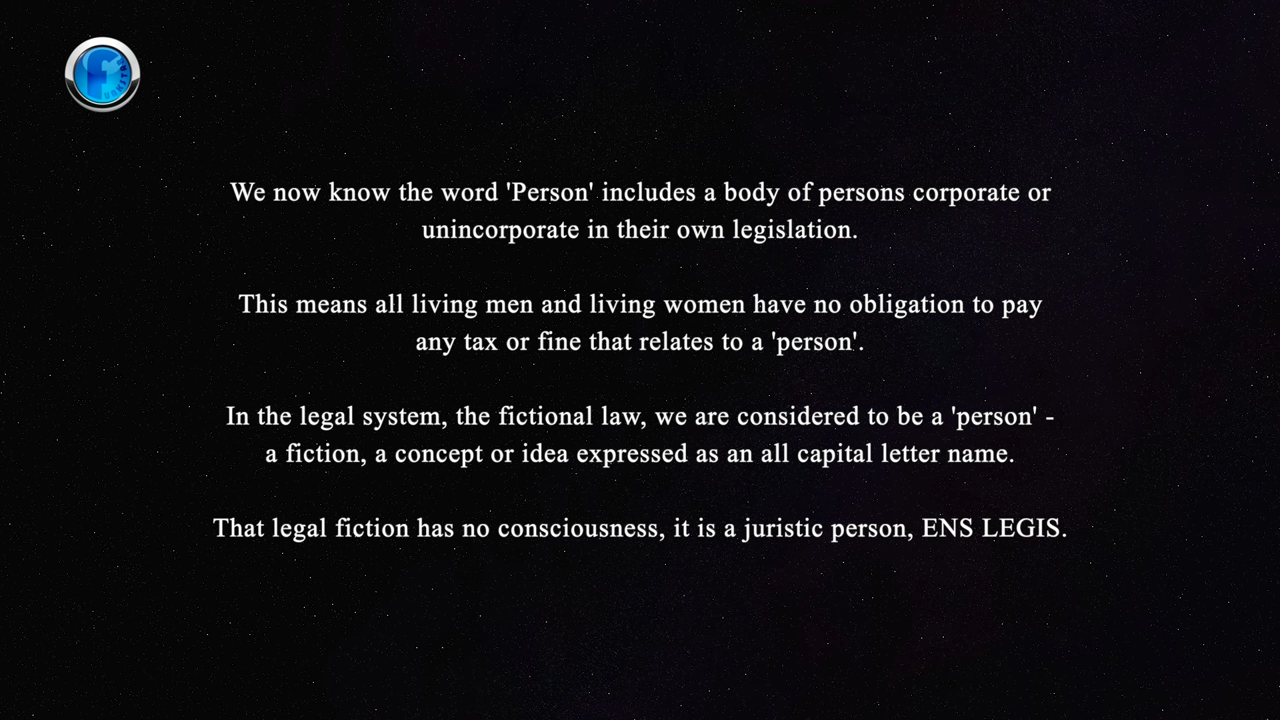 We now know the word 'Person' includes a body of persons corporate or
unincorporate in their own legislation.
This means all living men and living women have no obligation to pay
any tax or fine that relates to a 'person'.
In the legal system, the fictional law, we are considered to be a 'person' -
a fiction, a concept or idea expressed as an all capital letter name.
That legal fiction has no consciousness, it is a juristic person, ENS LEGIS.